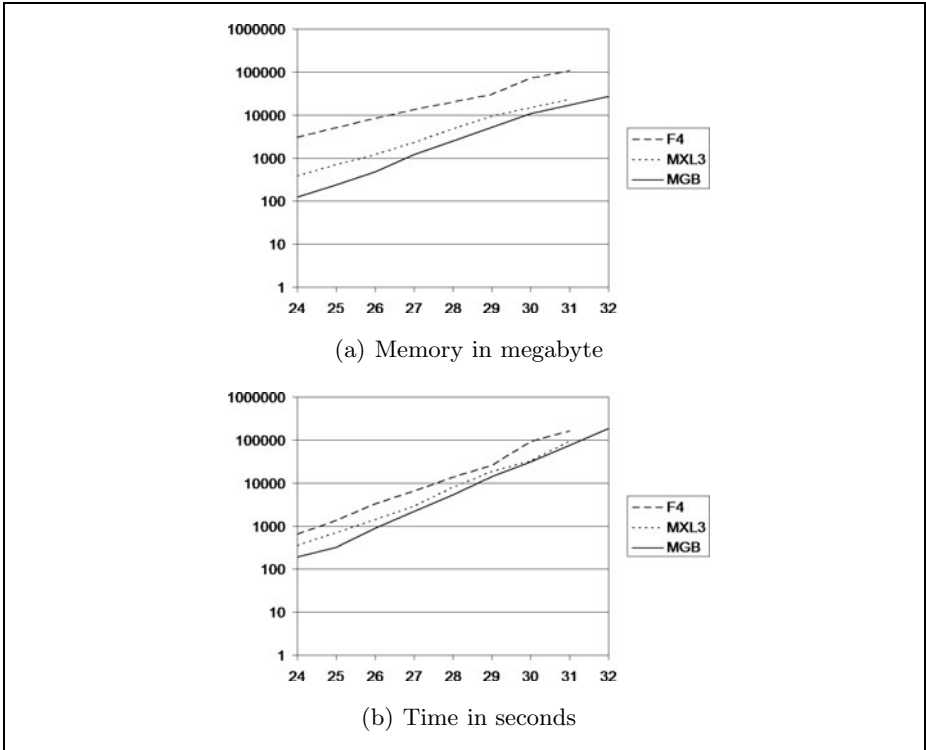 1000000
100000
10000
1000
100
10
1
24 25 26 27 28 29 30 31 32
F4
MXL3
MGB
(a) Memory in megabyte
1000000
100000
10000
1000
100
10
1
24 25 26 27 28 29 30 31 32
F4
MXL3
MGB
(b) Time in seconds